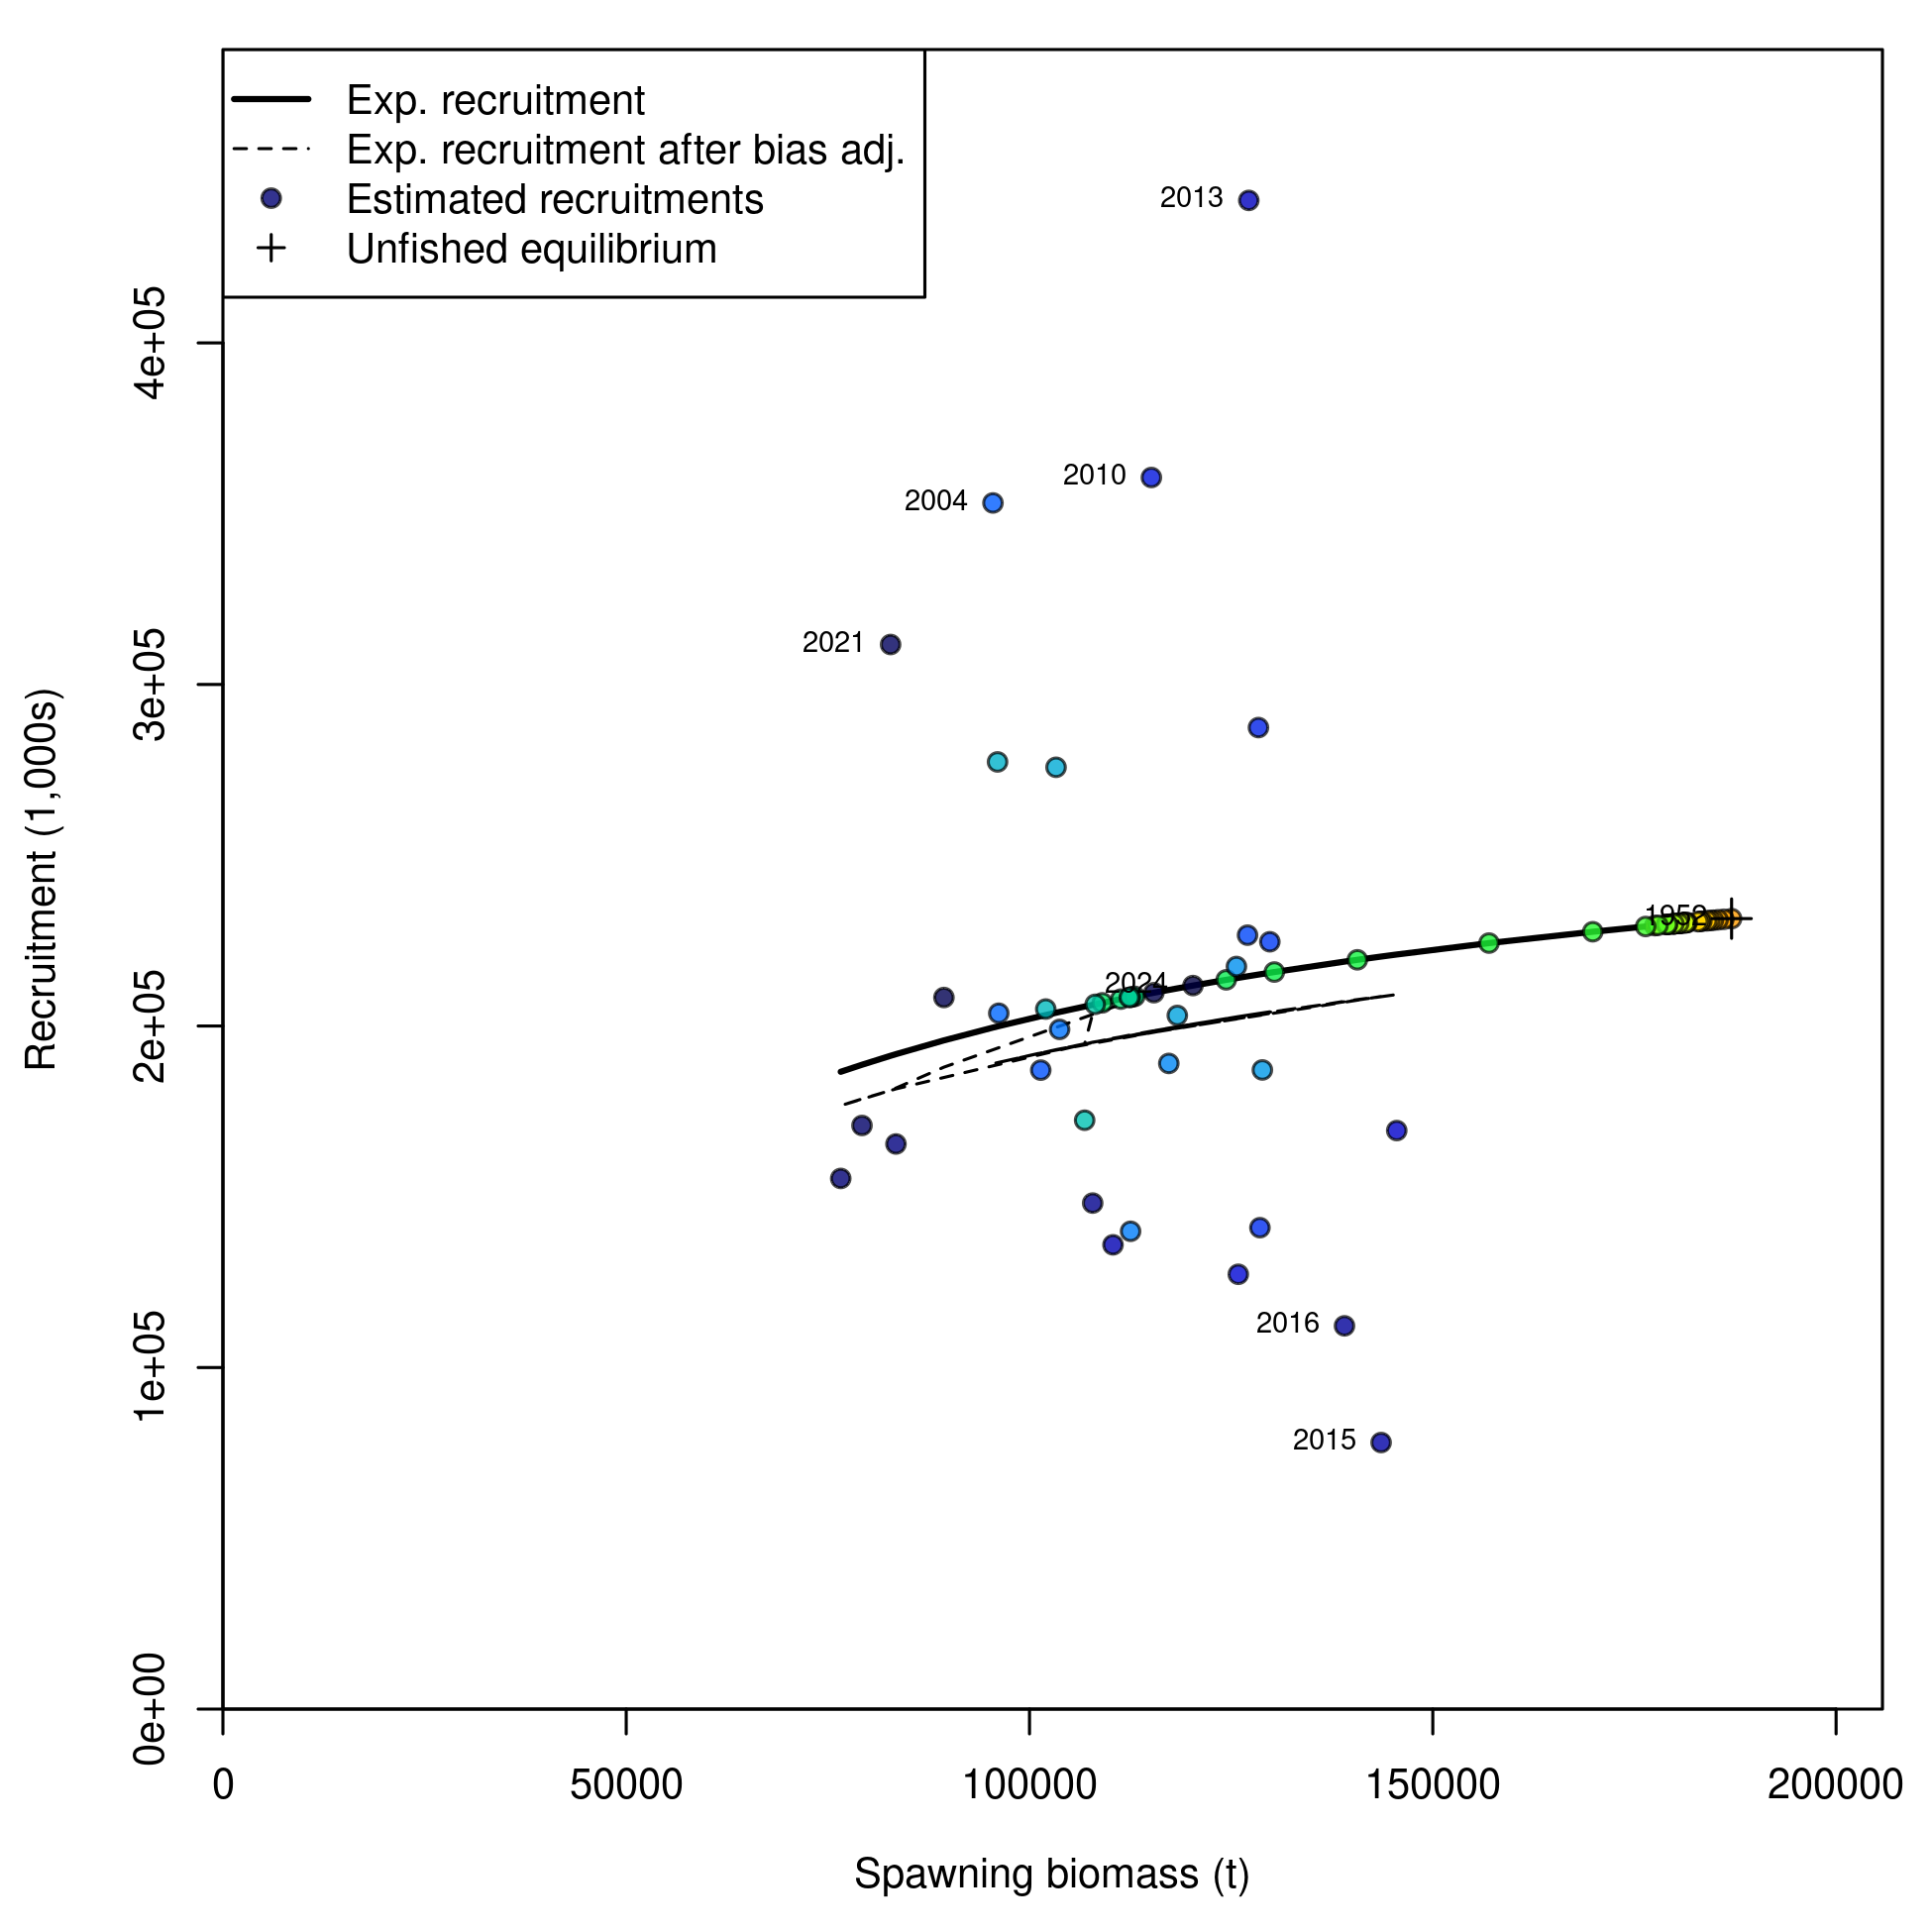 Exp. recruitment
Exp. recruitment after bias adj.
Estimated recruitments
Unfished equilibrium
2013
2010
2004
2021
1952
2024
2016
2015
Recruitment (1,000s)
4e+05
3e+05
2e+05
1e+05
0e+00
0 50000 100000 150000 200000
Spawning biomass (t)